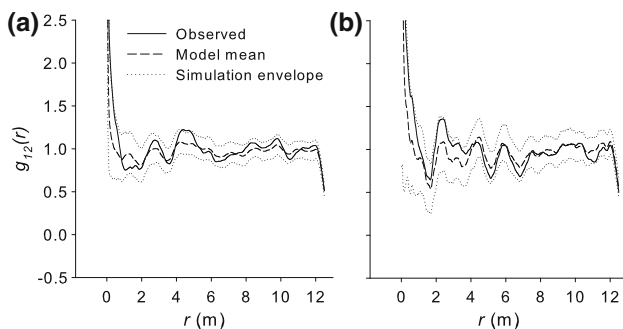 (a)
2.5
2.0
1.5
1.0
0.5
0.0
-0.5
g12(r)
Observed
Model mean
Simulation envelope
0 2 4 6 8 10 12
r (m)
(b)
0 2 4 6 8 10 12
r (m)